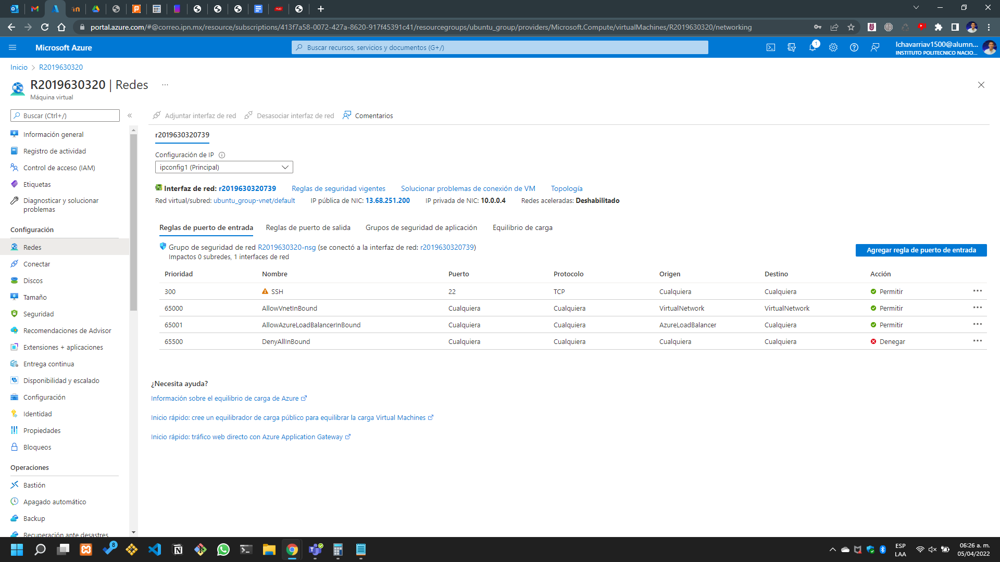 portal.azure.com/#@correo.ipn.mx/resource/subscriptions/413f7a58-0072-427a-8620-917f45391c41/resourcegroups/ubuntu_group/providers/Microsoft.Compute/virtualMachines/R2019630320/networking
Microsoft Azure
Buscar recursos, servicios y documentos (G+/)
1
lchavarriav1500@alumn...
INSTITUTO POLITECNICO NACIO...
Inicio
R2019630320
R2019630320 | Redes
...
Máquina virtual
Buscar (Ctrl+/)
«
Información general
Registro de actividad
Control de acceso (IAM)
Etiquetas
Diagnosticar y solucionar
problemas
Configuración
Redes
Conectar
Discos
Tamaño
Seguridad
Recomendaciones de Advisor
Extensiones + aplicaciones
Entrega continua
Disponibilidad y escalado
Configuración
Identidad
Propiedades
Bloqueos
Operaciones
Bastión
Apagado automático
Backup
Recuperación ante desastres
Adjuntar interfaz de red
Desasociar interfaz de red
Comentarios
r2019630320739
Configuración de IP
ipconfig1 (Principal)
Interfaz de red: r2019630320739 Reglas de seguridad vigentes Solucionar problemas de conexión de VM Topología
Red virtual/subred: ubuntu_group-vnet/default IP pública de NIC: 13.68.251.200 IP privada de NIC: 10.0.0.4 Redes aceleradas: Deshabilitado
Reglas de puerto de entrada Reglas de puerto de salida Grupos de seguridad de aplicación Equilibrio de carga
Grupo de seguridad de red R2019630320-nsg (se conectó a la interfaz de red: r2019630320739)
Impactos 0 subredes, 1 interfaces de red
Agregar regla de puerto de entrada
Prioridad Nombre Puerto Protocolo Origen Destino Acción
300 SSH 22 TCP Cualquiera Cualquiera Permitir ...
65000 AllowVnetInBound Cualquiera Cualquiera VirtualNetwork VirtualNetwork Permitir ...
65001 AllowAzureLoadBalancerInBound Cualquiera Cualquiera AzureLoadBalancer Cualquiera Permitir ...
65500 DenyAllInBound Cualquiera Cualquiera Cualquiera Cualquiera Denegar ...
¿Necesita ayuda?
Información sobre el equilibrio de carga de Azure
Inicio rápido: cree un equilibrador de carga público para equilibrar la carga Virtual Machines
Inicio rápido: tráfico web directo con Azure Application Gateway
8
ESP
LAA
06:26 a. m.
05/04/2022